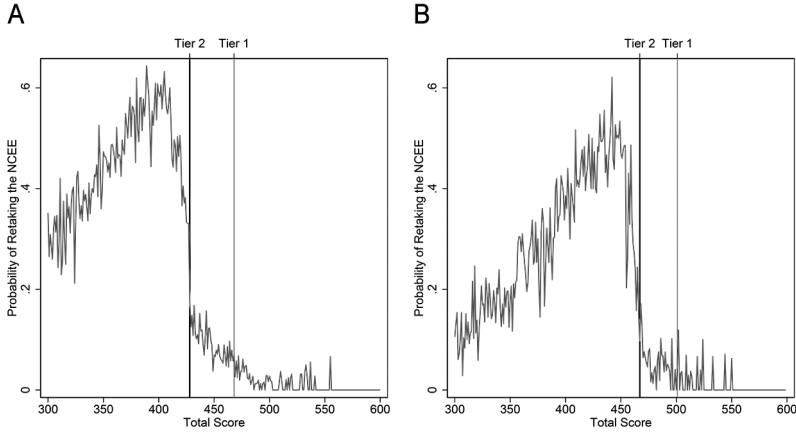 A
Tier 2 Tier 1
Probability of Retaking the NCEE
.6
.4
.2
0
300 350 400 450 500 550 600
Total Score
B
Tier 2 Tier 1
Probability of Retaking the NCEE
.6
.4
.2
0
300 350 400 450 500 550 600
Total Score